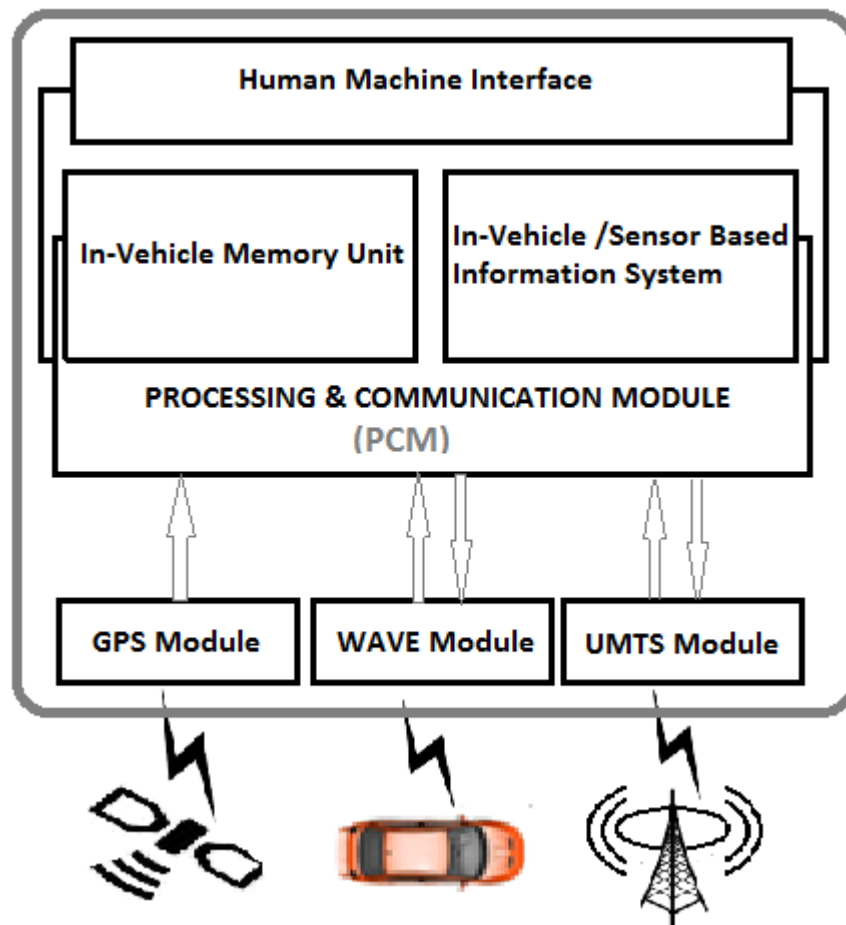 Human Machine Interface
In-Vehicle Memory Unit
In-Vehicle /Sensor Based
Information System
PROCESSING & COMMUNICATION MODULE
(PCM)
GPS Module
WAVE Module
UMTS Module